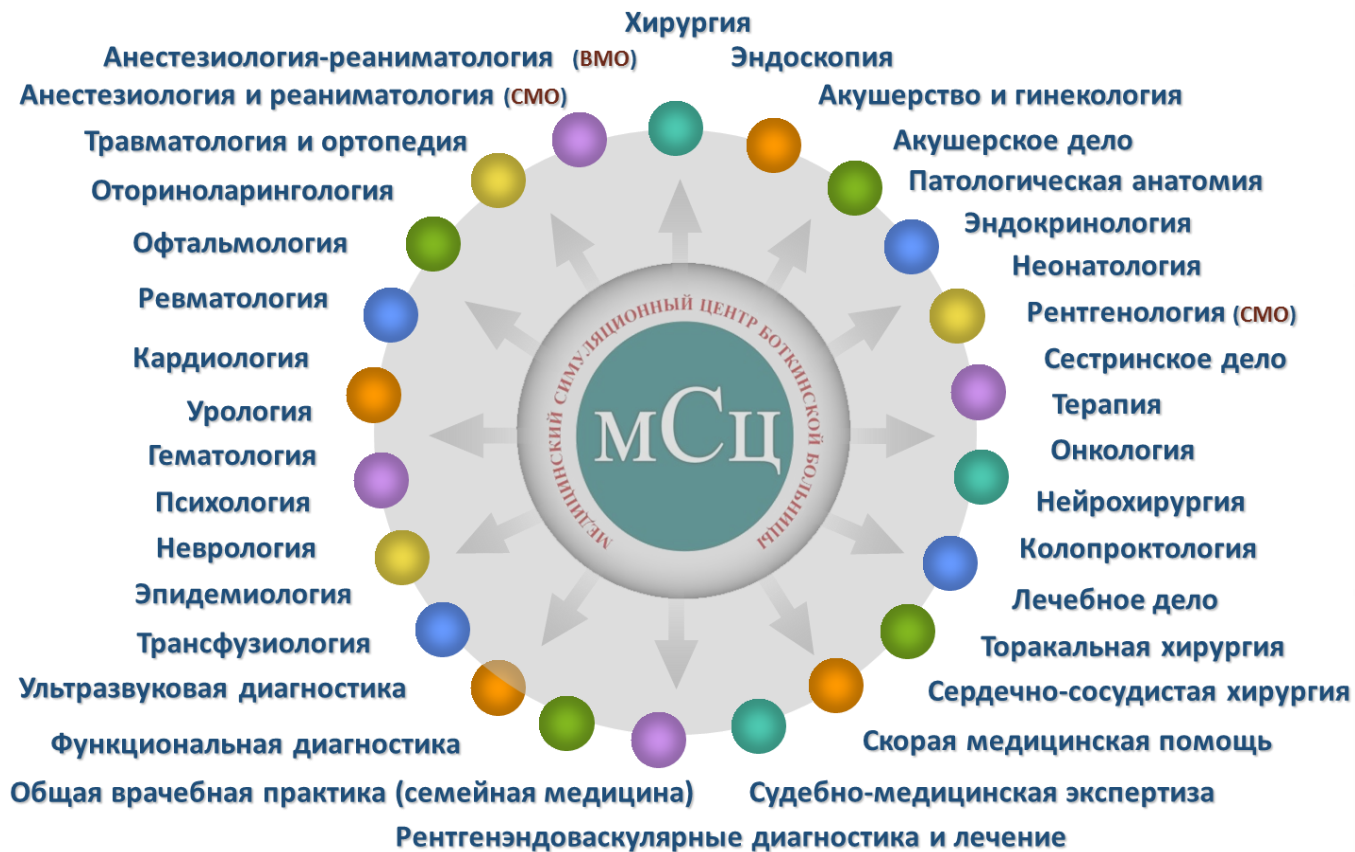 Хирургия
Анестезиология-реаниматология (ВМО)
Эндоскопия
Анестезиология и реаниматология (СМО)
Акушерство и гинекология
Травматология и ортопедия
Акушерское дело
Оториноларингология
Патологическая анатомия
Эндокринология
Офтальмология
Неонатология
Ревматология
Рентгенология (СМО)
Кардиология
Сестринское дело
Урология
Терапия
Гематология
Онкология
Психология
Нейрохирургия
Неврология
Колопроктология
Эпидемиология
Лечебное дело
Трансфузиология
Торакальная хирургия
Ультразвуковая диагностика
Сердечно-сосудистая хирургия
Функциональная диагностика
Скорая медицинская помощь
Общая врачебная практика (семейная медицина)
Судебно-медицинская экспертиза
Рентгенэндоваскулярные диагностика и лечение
МЕДИЦИНСКИЙ СИМУЛЯЦИОННЫЙ ЦЕНТР БОТКИНСКОЙ БОЛЬНИЦЫ
мСц